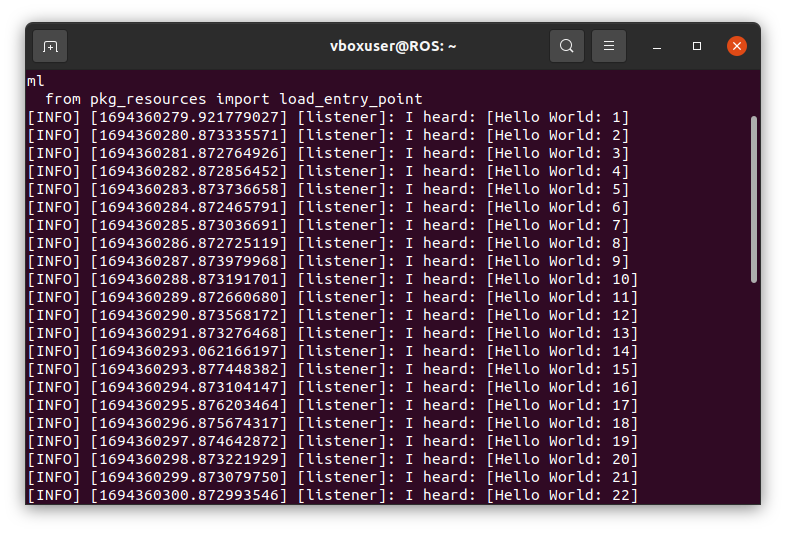 vboxuser@ROS: ~
ml
  from pkg_resources import load_entry_point
[INFO] [1694360279.921779027] [listener]: I heard: [Hello World: 1]
[INFO] [1694360280.873335571] [listener]: I heard: [Hello World: 2]
[INFO] [1694360281.872764926] [listener]: I heard: [Hello World: 3]
[INFO] [1694360282.872856452] [listener]: I heard: [Hello World: 4]
[INFO] [1694360283.873736658] [listener]: I heard: [Hello World: 5]
[INFO] [1694360284.872465791] [listener]: I heard: [Hello World: 6]
[INFO] [1694360285.873036691] [listener]: I heard: [Hello World: 7]
[INFO] [1694360286.872725119] [listener]: I heard: [Hello World: 8]
[INFO] [1694360287.873979968] [listener]: I heard: [Hello World: 9]
[INFO] [1694360288.873191701] [listener]: I heard: [Hello World: 10]
[INFO] [1694360289.872660680] [listener]: I heard: [Hello World: 11]
[INFO] [1694360290.873568172] [listener]: I heard: [Hello World: 12]
[INFO] [1694360291.873276468] [listener]: I heard: [Hello World: 13]
[INFO] [1694360293.062166197] [listener]: I heard: [Hello World: 14]
[INFO] [1694360293.877448382] [listener]: I heard: [Hello World: 15]
[INFO] [1694360294.873104147] [listener]: I heard: [Hello World: 16]
[INFO] [1694360295.876203464] [listener]: I heard: [Hello World: 17]
[INFO] [1694360296.875674317] [listener]: I heard: [Hello World: 18]
[INFO] [1694360297.874642872] [listener]: I heard: [Hello World: 19]
[INFO] [1694360298.873221929] [listener]: I heard: [Hello World: 20]
[INFO] [1694360299.873079750] [listener]: I heard: [Hello World: 21]
[INFO] [1694360300.872993546] [listener]: I heard: [Hello World: 22]